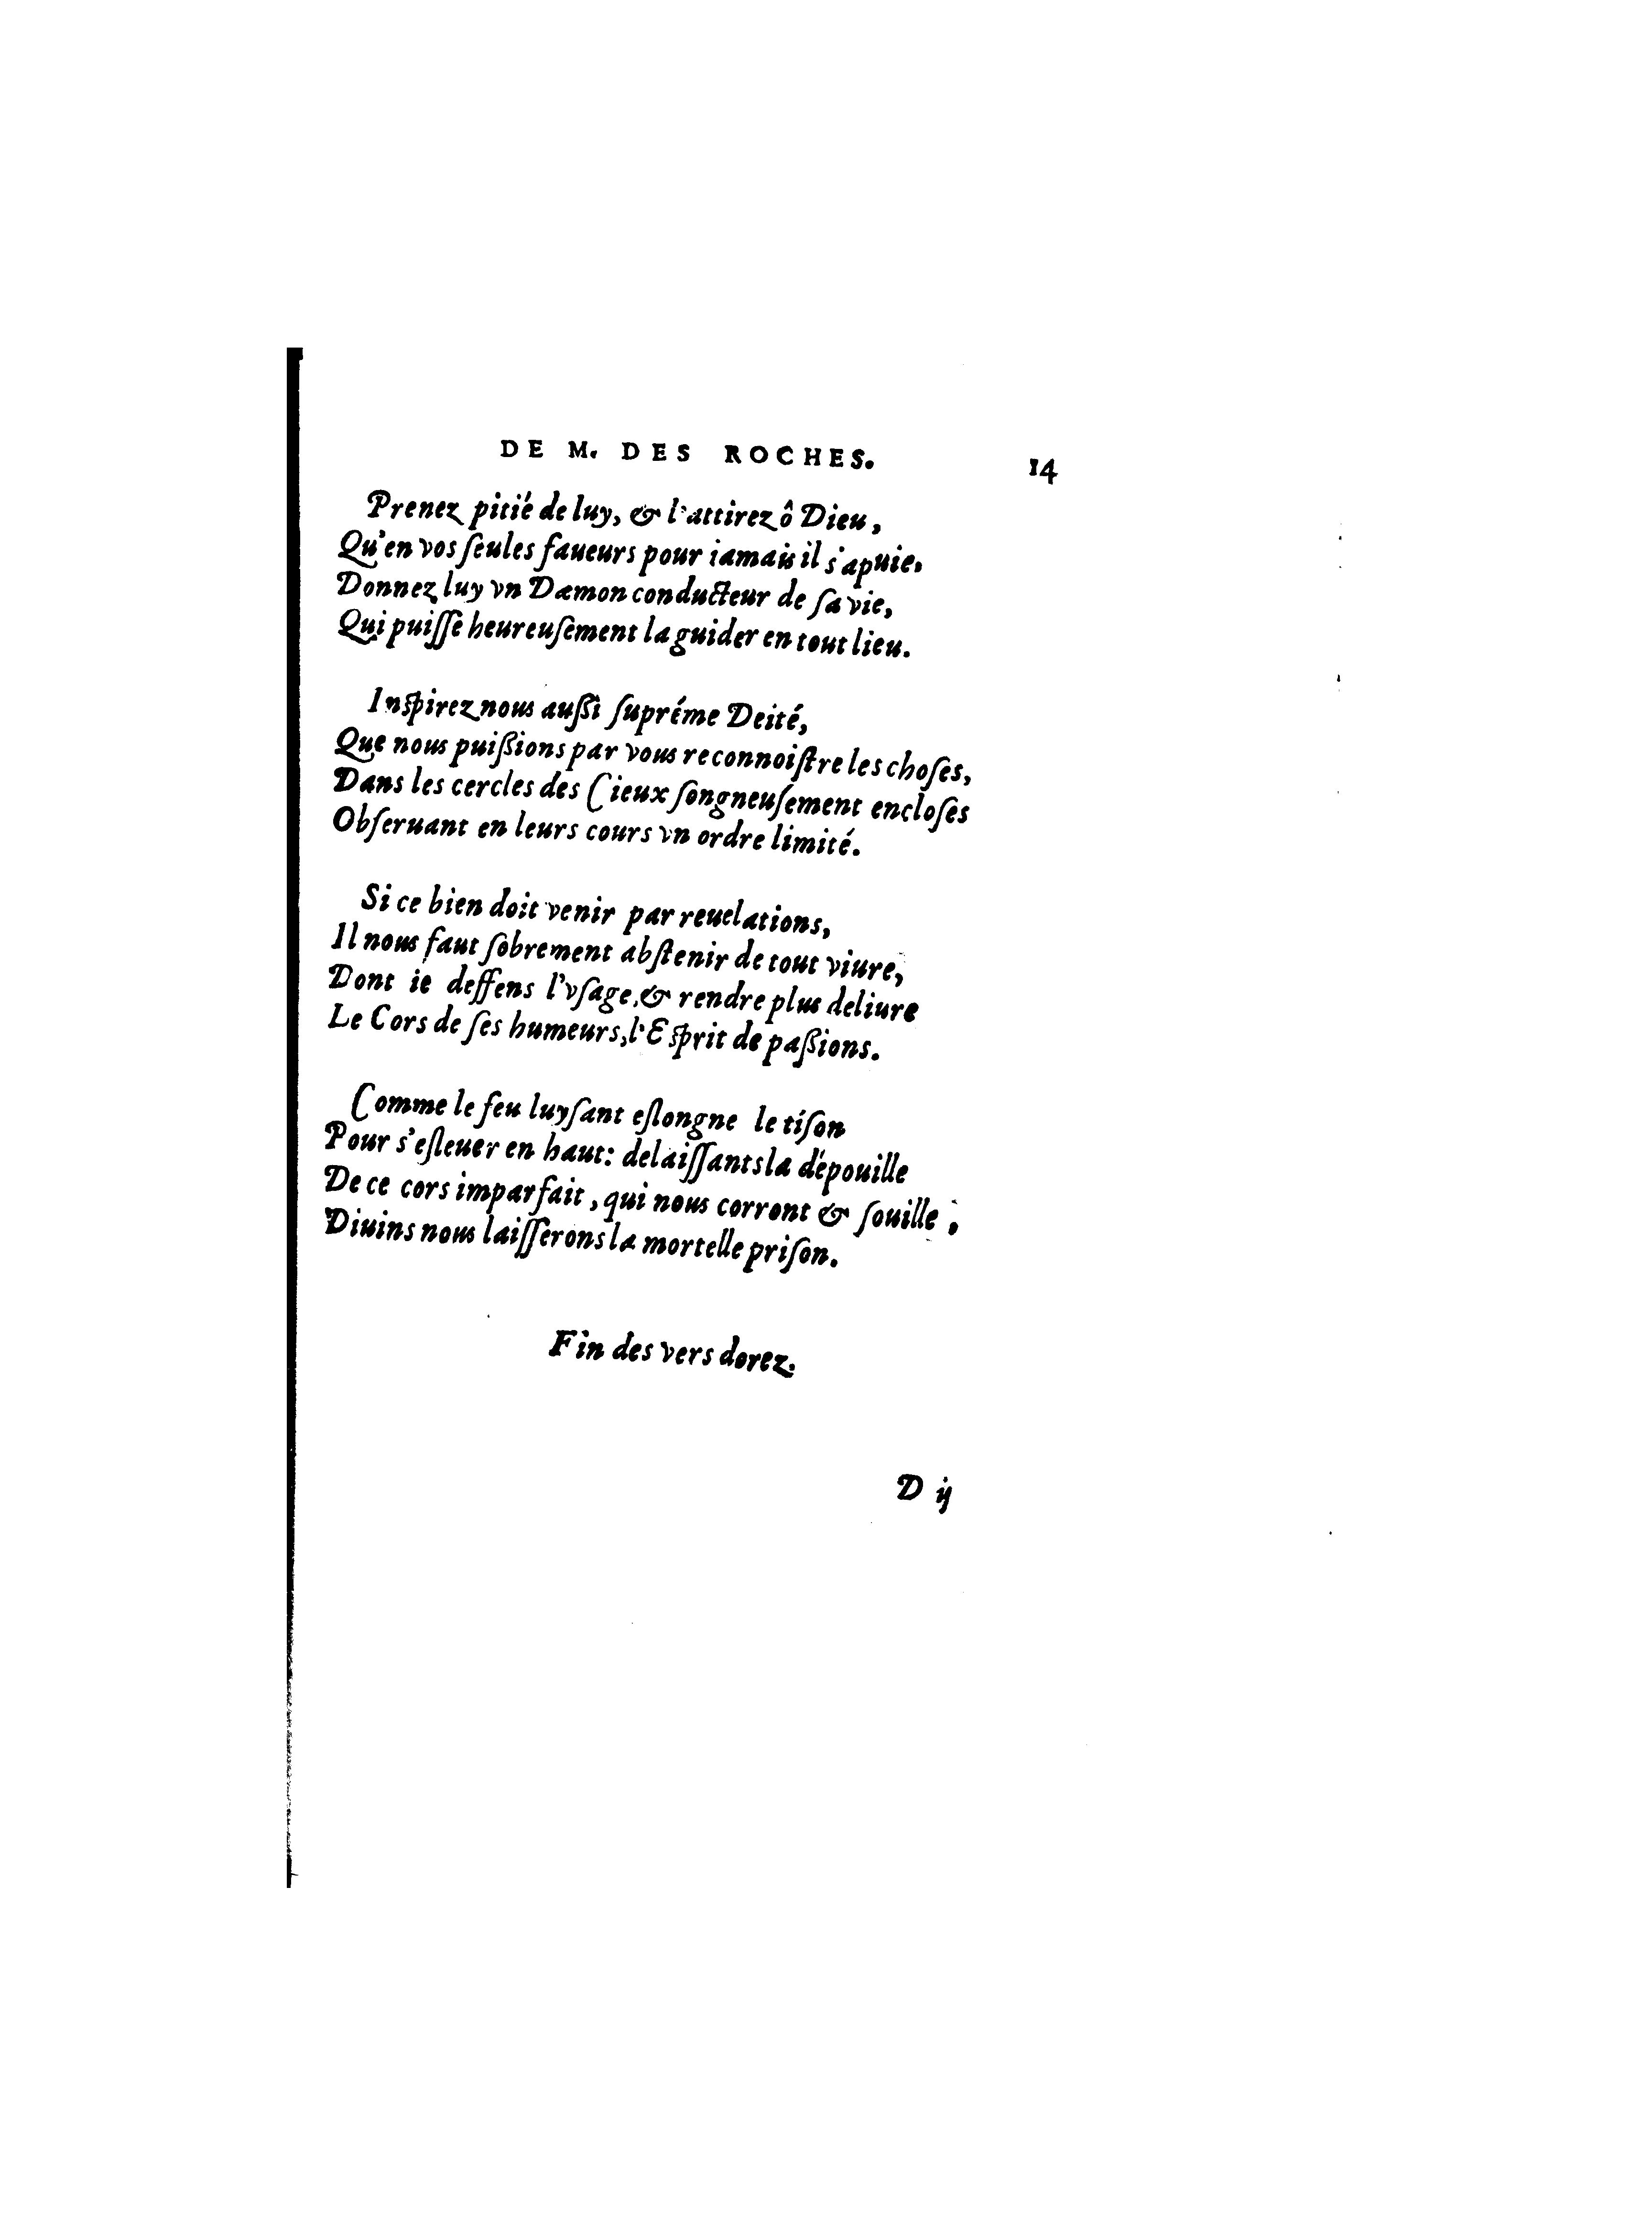 DE M. DES ROCHES. 14
Prenez pitié de luy, & l'attirez ô Dieu,
Qu'en vos ſeules faueurs pour iamais il s'apuie,
Donnez luy vn Dæmon conducteur de ſa vie,
Qui puiſſe heureuſement la guider en tout lieu.
Inſpirez nous auſſi ſupréme Deité,
Que nous puiſſions par vous reconnoiſtre les choſes,
Dans les cercles des Cieux ſongneuſement encloſes
Obſeruant en leurs cours vn ordre limité.
Si ce bien doit venir par reuelations,
Il nous faut ſobrement abſtenir de tout viure,
Dont ie deffens l'vſage, & rendre plus deliure
Le Cors de ſes humeurs, l'Eſprit de paſſions.
Comme le feu luyſant eſlongne le tiſon
Pour s'eſleuer en haut: delaiſſants la dépouille
De ce cors imparfait, qui nous corront & ſouille,
Diuins nous laiſſerons la mortelle priſon.
Fin des vers dorez.
D ij